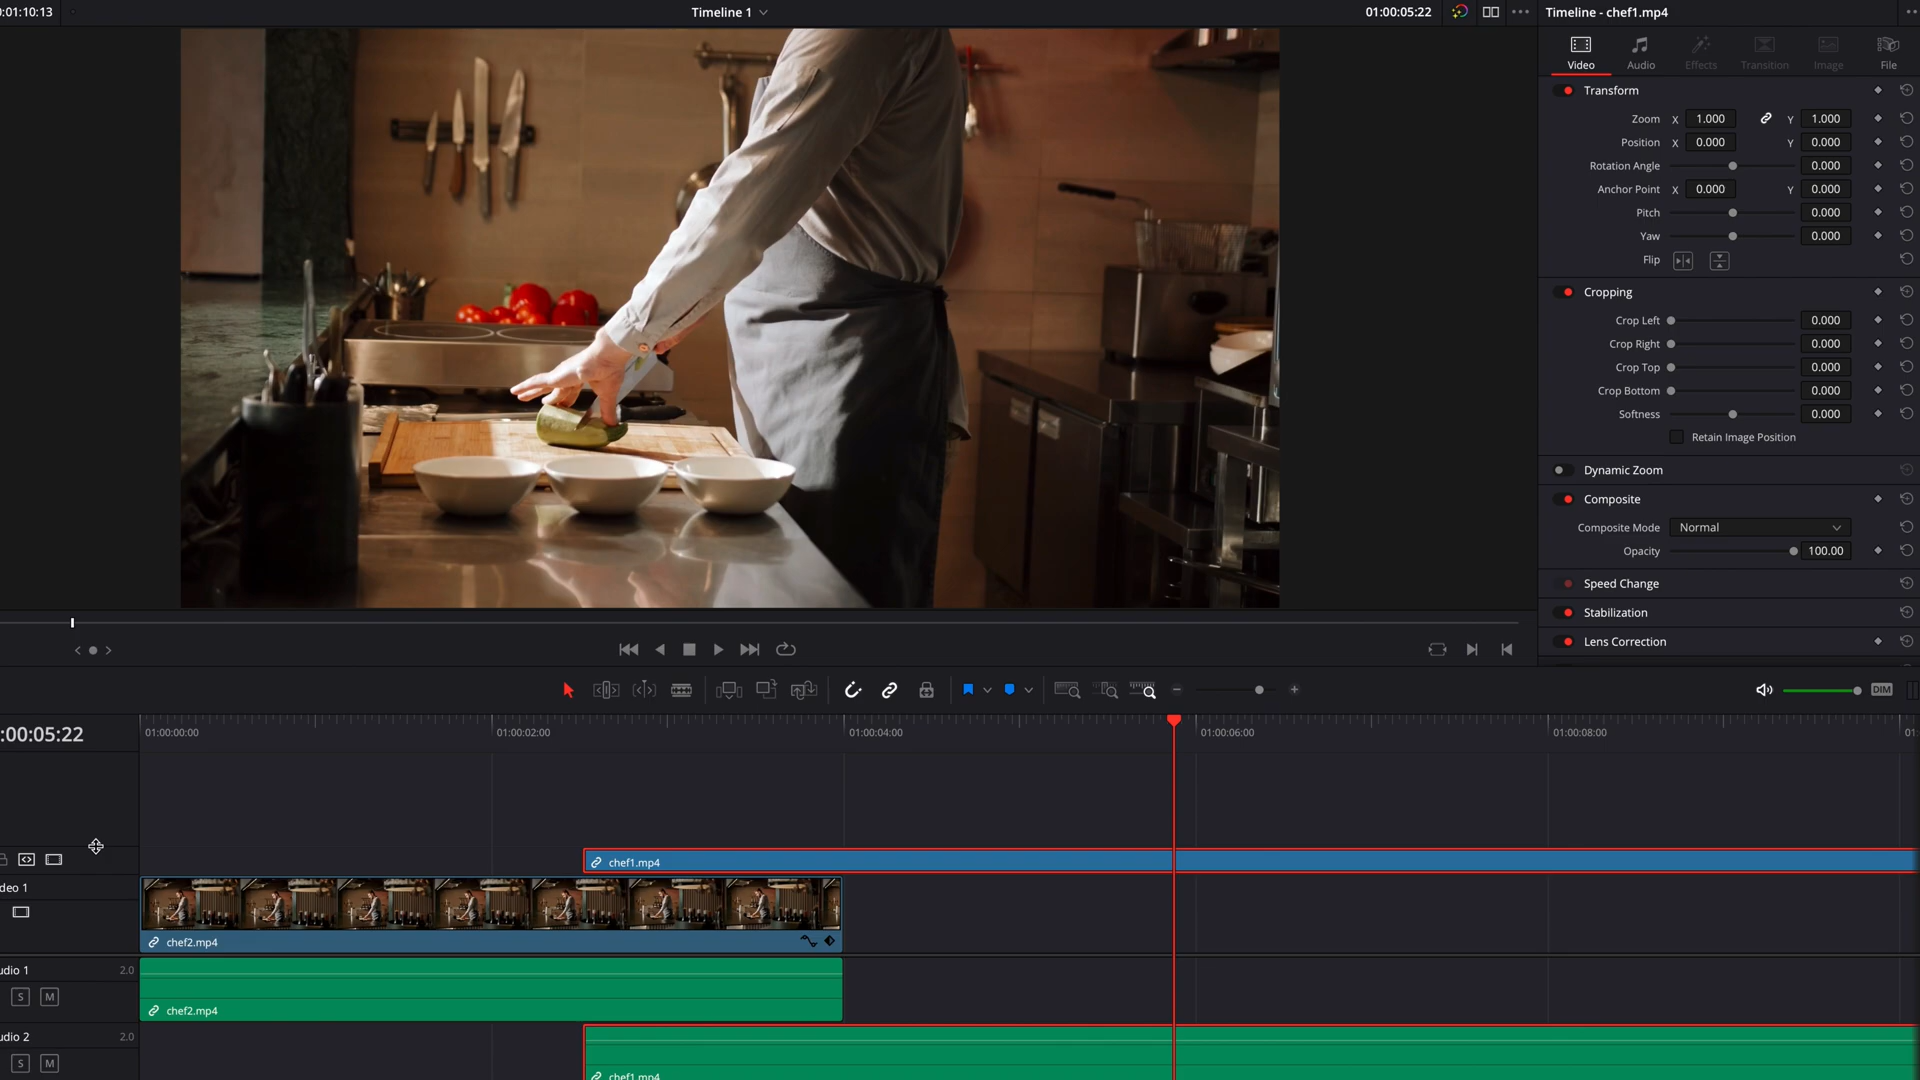 0:01:10:13
Timeline 1
01:00:05:22
Timeline - chef1.mp4
Video
Audio
Effects
Transition
Image
File
Transform
Zoom X 1.000 Y 1.000
Position X 0.000 Y 0.000
Rotation Angle 0.000
Anchor Point X 0.000 Y 0.000
Pitch 0.000
Yaw 0.000
Flip
Cropping
Crop Left 0.000
Crop Right 0.000
Crop Top 0.000
Crop Bottom 0.000
Softness 0.000
Retain Image Position
Dynamic Zoom
Composite
Composite Mode Normal
Opacity 100.00
Speed Change
Stabilization
Lens Correction
DIM
:00:05:22
01:00:00:00
01:00:02:00
01:00:04:00
01:00:06:00
01:00:08:00
01:
chef1.mp4
deo 1
chef2.mp4
udio 1 2.0
S M
chef2.mp4
udio 2 2.0
S M
chef1.mp4